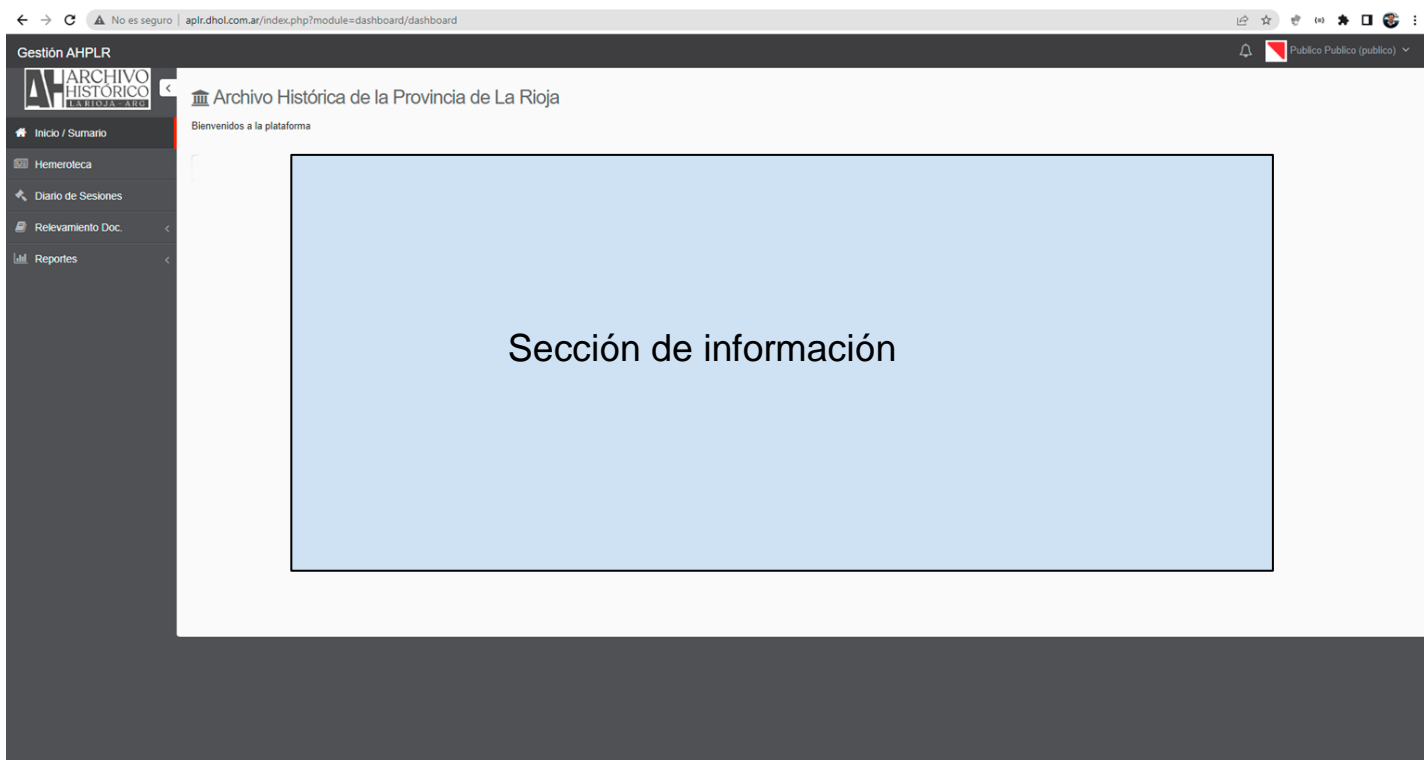 No es seguro | aplr.dhol.com.ar/index.php?module=dashboard/dashboard
Gestión AHPLR
Publico Publico (publico)
AH ARCHIVO
HISTÓRICO
LA RIOJA - ARG
Archivo Histórica de la Provincia de La Rioja
Bienvenidos a la plataforma
Inicio / Sumario
Hemeroteca
Diario de Sesiones
Relevamiento Doc.
Reportes
Sección de información